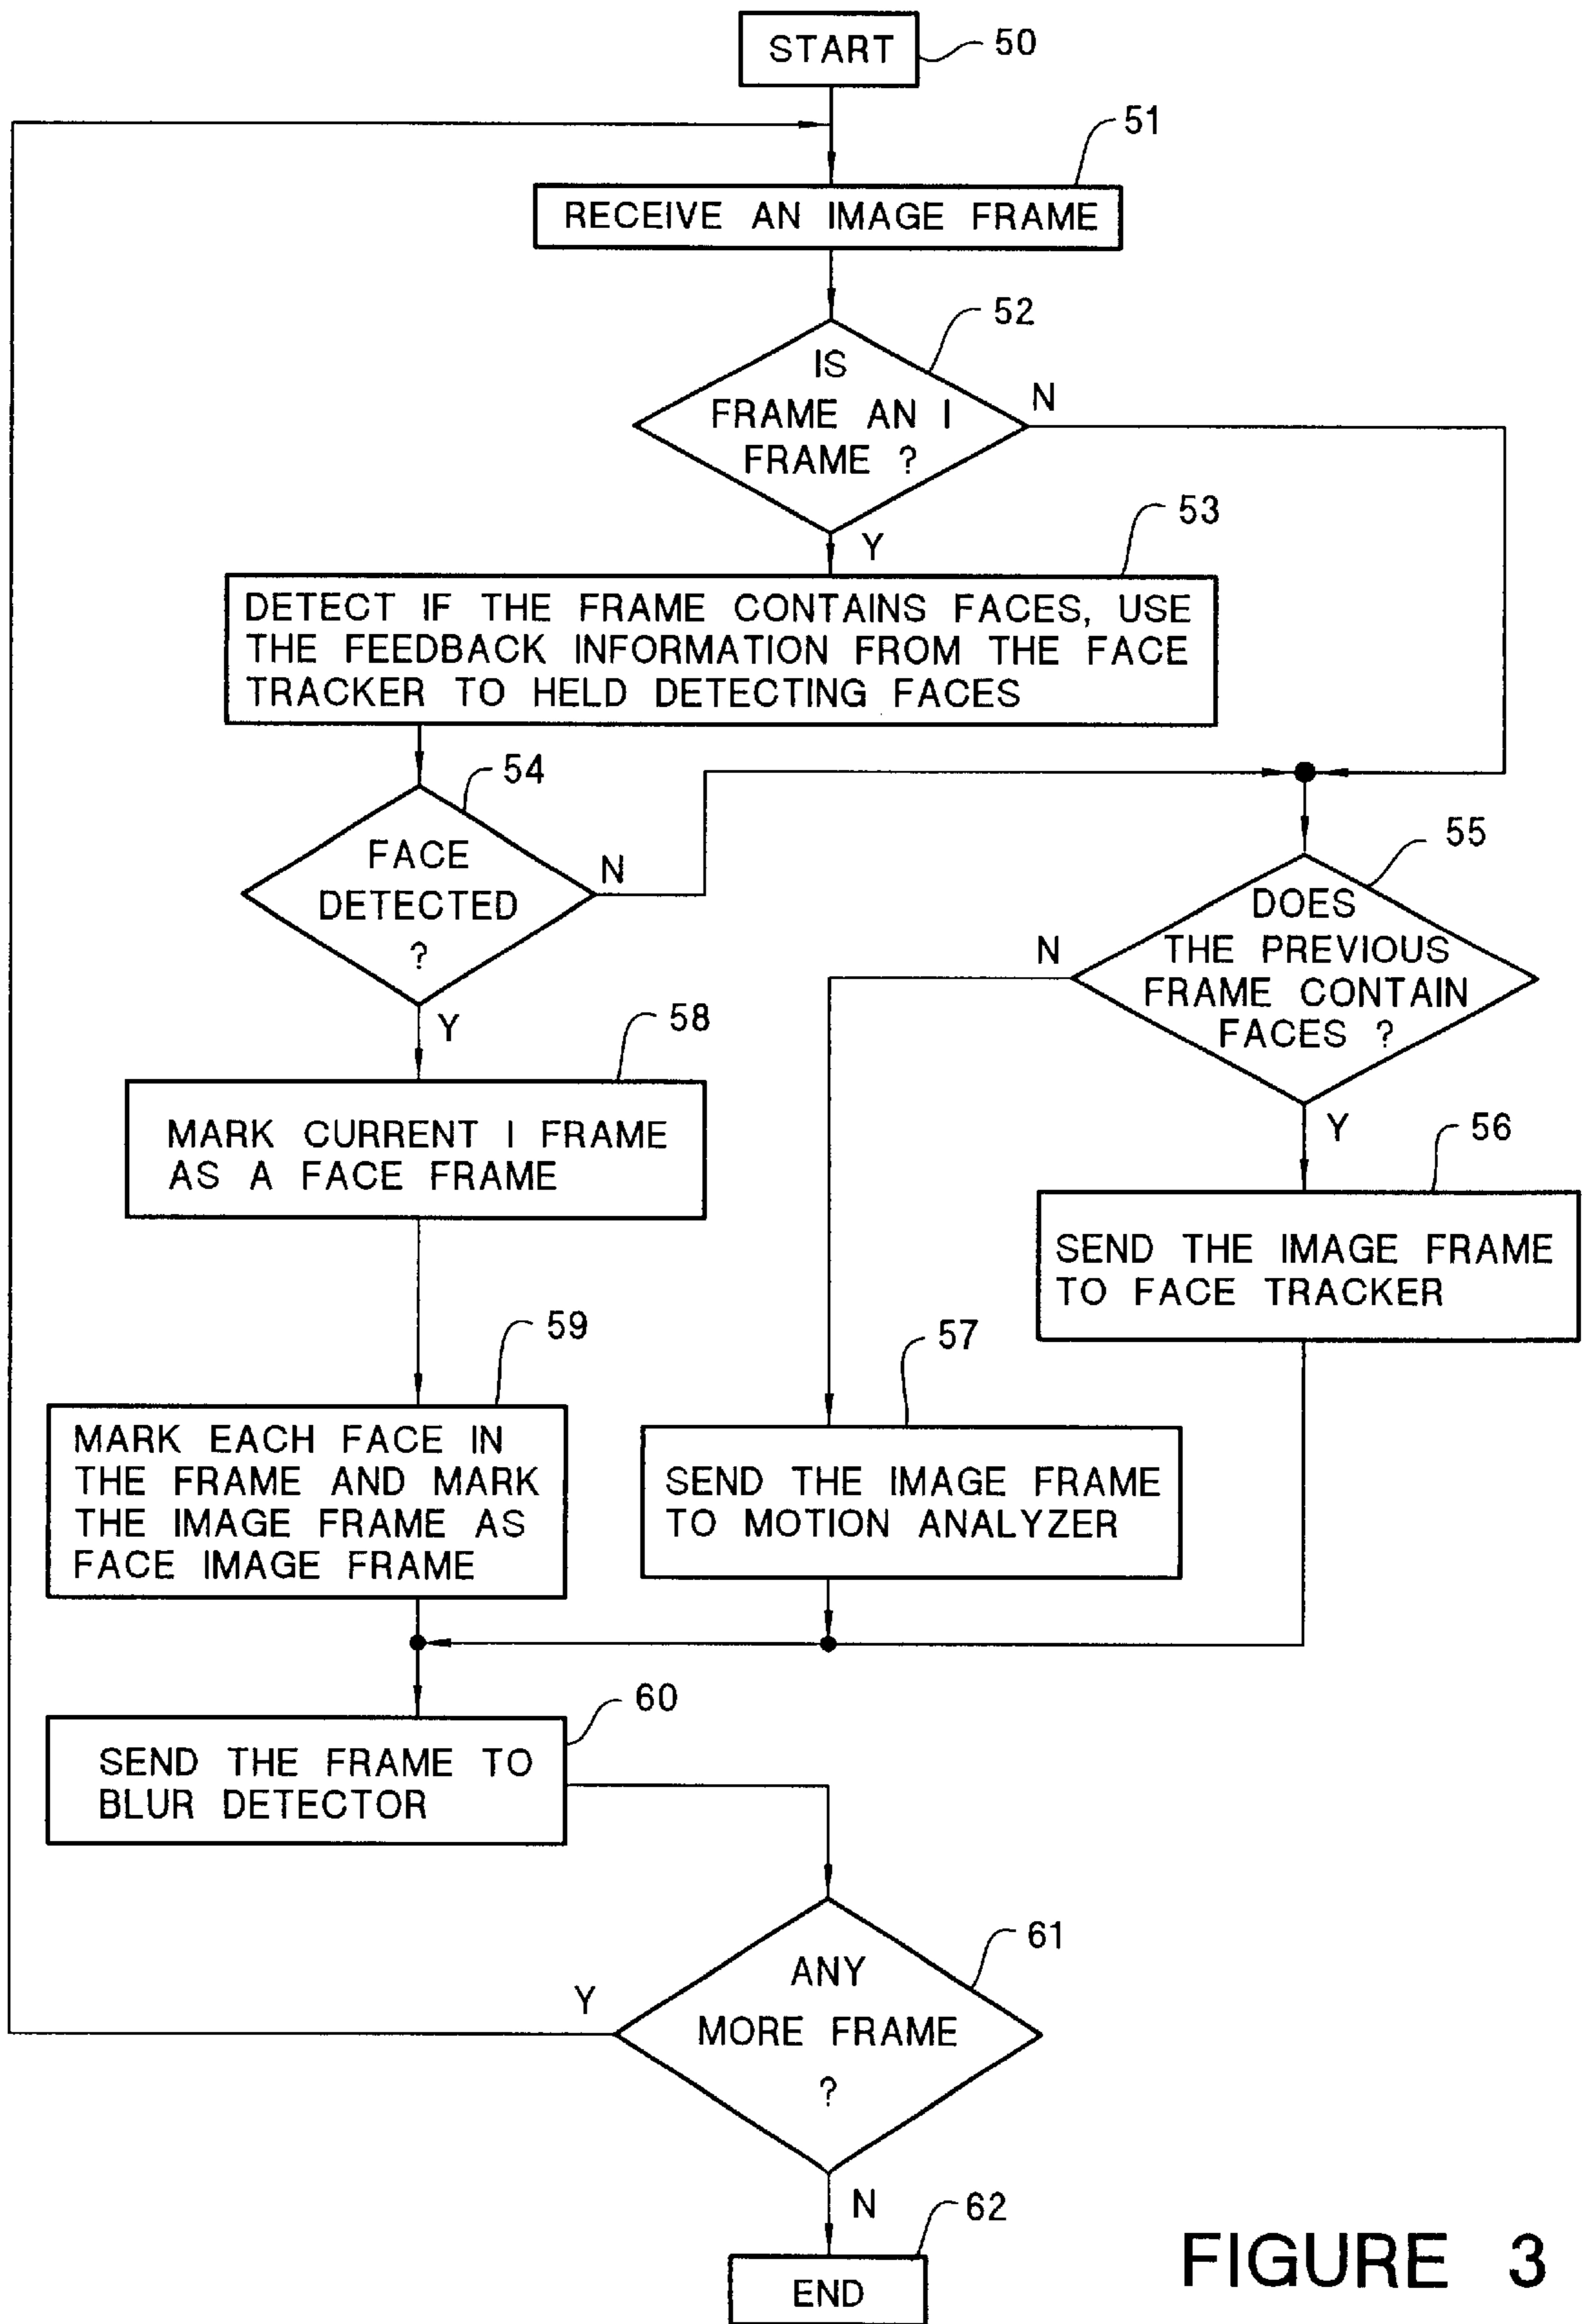 START
50
51
RECEIVE AN IMAGE FRAME
52
IS
FRAME AN I
FRAME ?
N
Y
53
DETECT IF THE FRAME CONTAINS FACES, USE
THE FEEDBACK INFORMATION FROM THE FACE
TRACKER TO HELD DETECTING FACES
54
FACE
DETECTED
?
N
Y
55
DOES
THE PREVIOUS
FRAME CONTAIN
FACES ?
N
Y
58
MARK CURRENT I FRAME
AS A FACE FRAME
56
SEND THE IMAGE FRAME
TO FACE TRACKER
59
MARK EACH FACE IN
THE FRAME AND MARK
THE IMAGE FRAME AS
FACE IMAGE FRAME
57
SEND THE IMAGE FRAME
TO MOTION ANALYZER
60
SEND THE FRAME TO
BLUR DETECTOR
61
ANY
MORE FRAME
?
Y
N
62
END
FIGURE 3